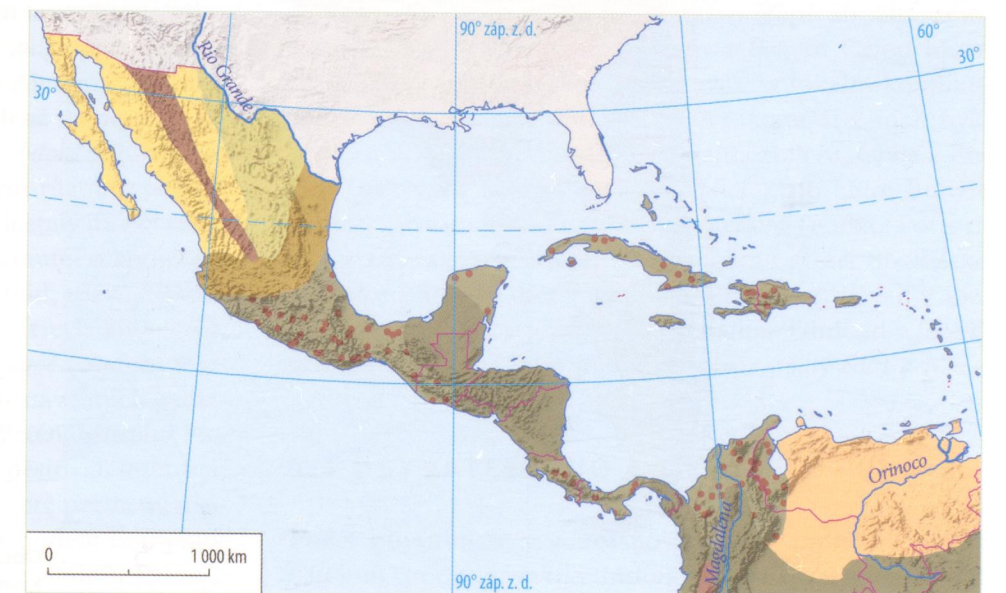 90° záp. z. d.
60°
30°
Rio Grande
30°
Orinoco
Magdalena
0
1 000 km
90° záp. z. d.